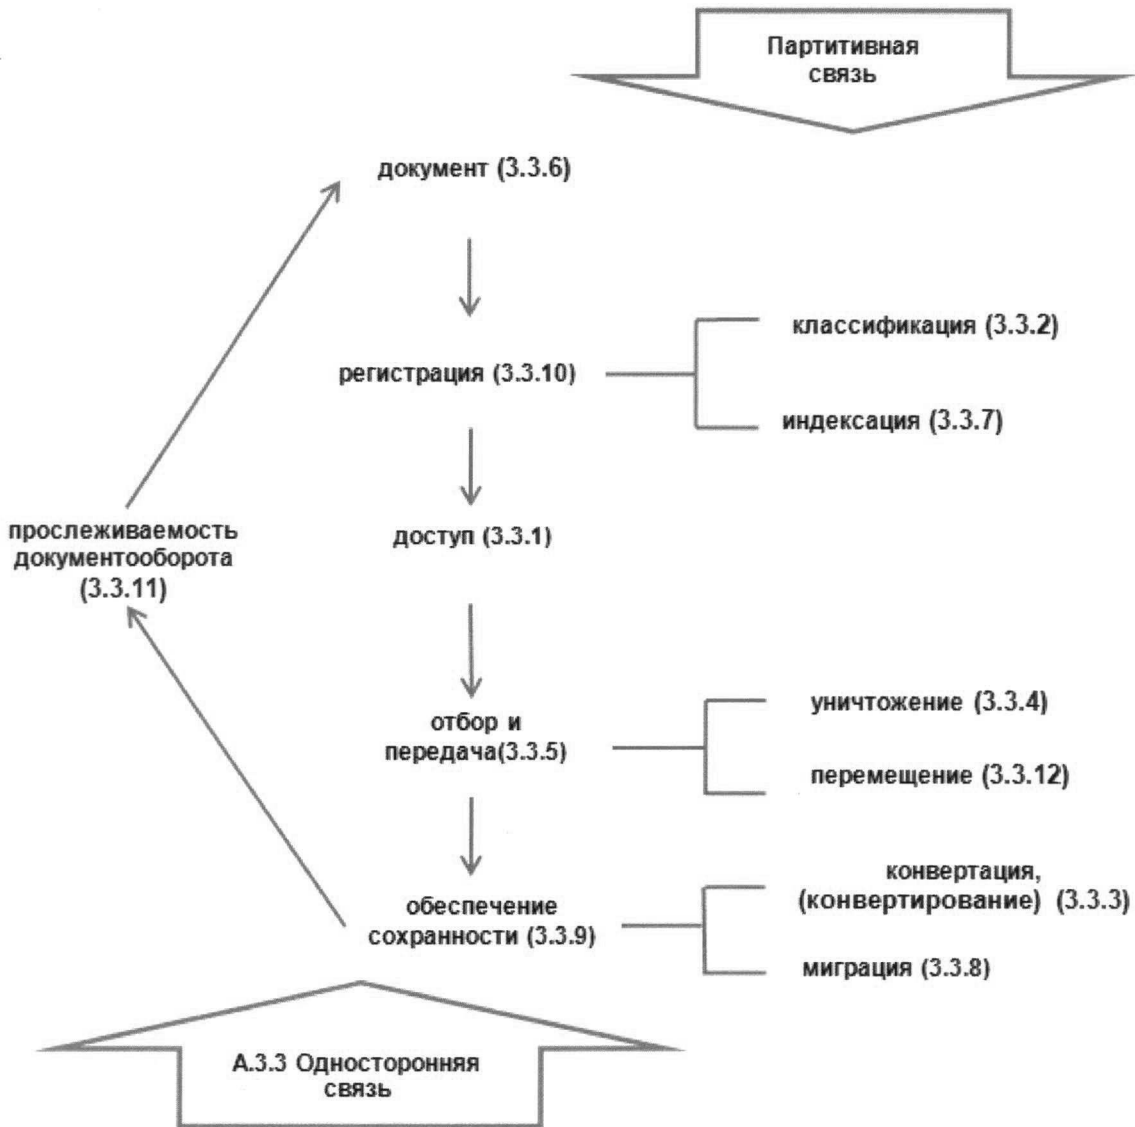 Партитивная
связь
документ (3.3.6)
классификация (3.3.2)
регистрация (3.3.10)
индексация (3.3.7)
прослеживаемость
документооборота
(3.3.11)
доступ (3.3.1)
отбор и
передача(3.3.5)
уничтожение (3.3.4)
перемещение (3.3.12)
обеспечение
сохранности (3.3.9)
конвертация,
(конвертирование) (3.3.3)
миграция (3.3.8)
А.3.3 Односторонняя
связь